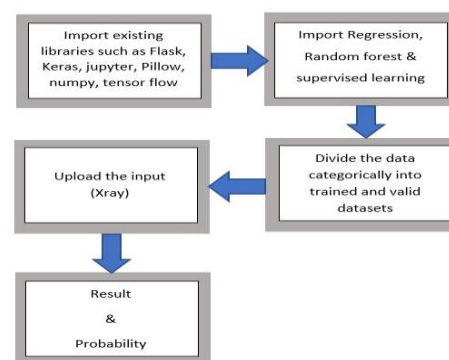 Import existing
libraries such as Flask,
Keras, jupyter, Pillow,
numpy, tensor flow
Import Regression,
Random forest &
supervised learning
Divide the data
categorically into
trained and valid
datasets
Upload the input
(Xray)
Result
&
Probability